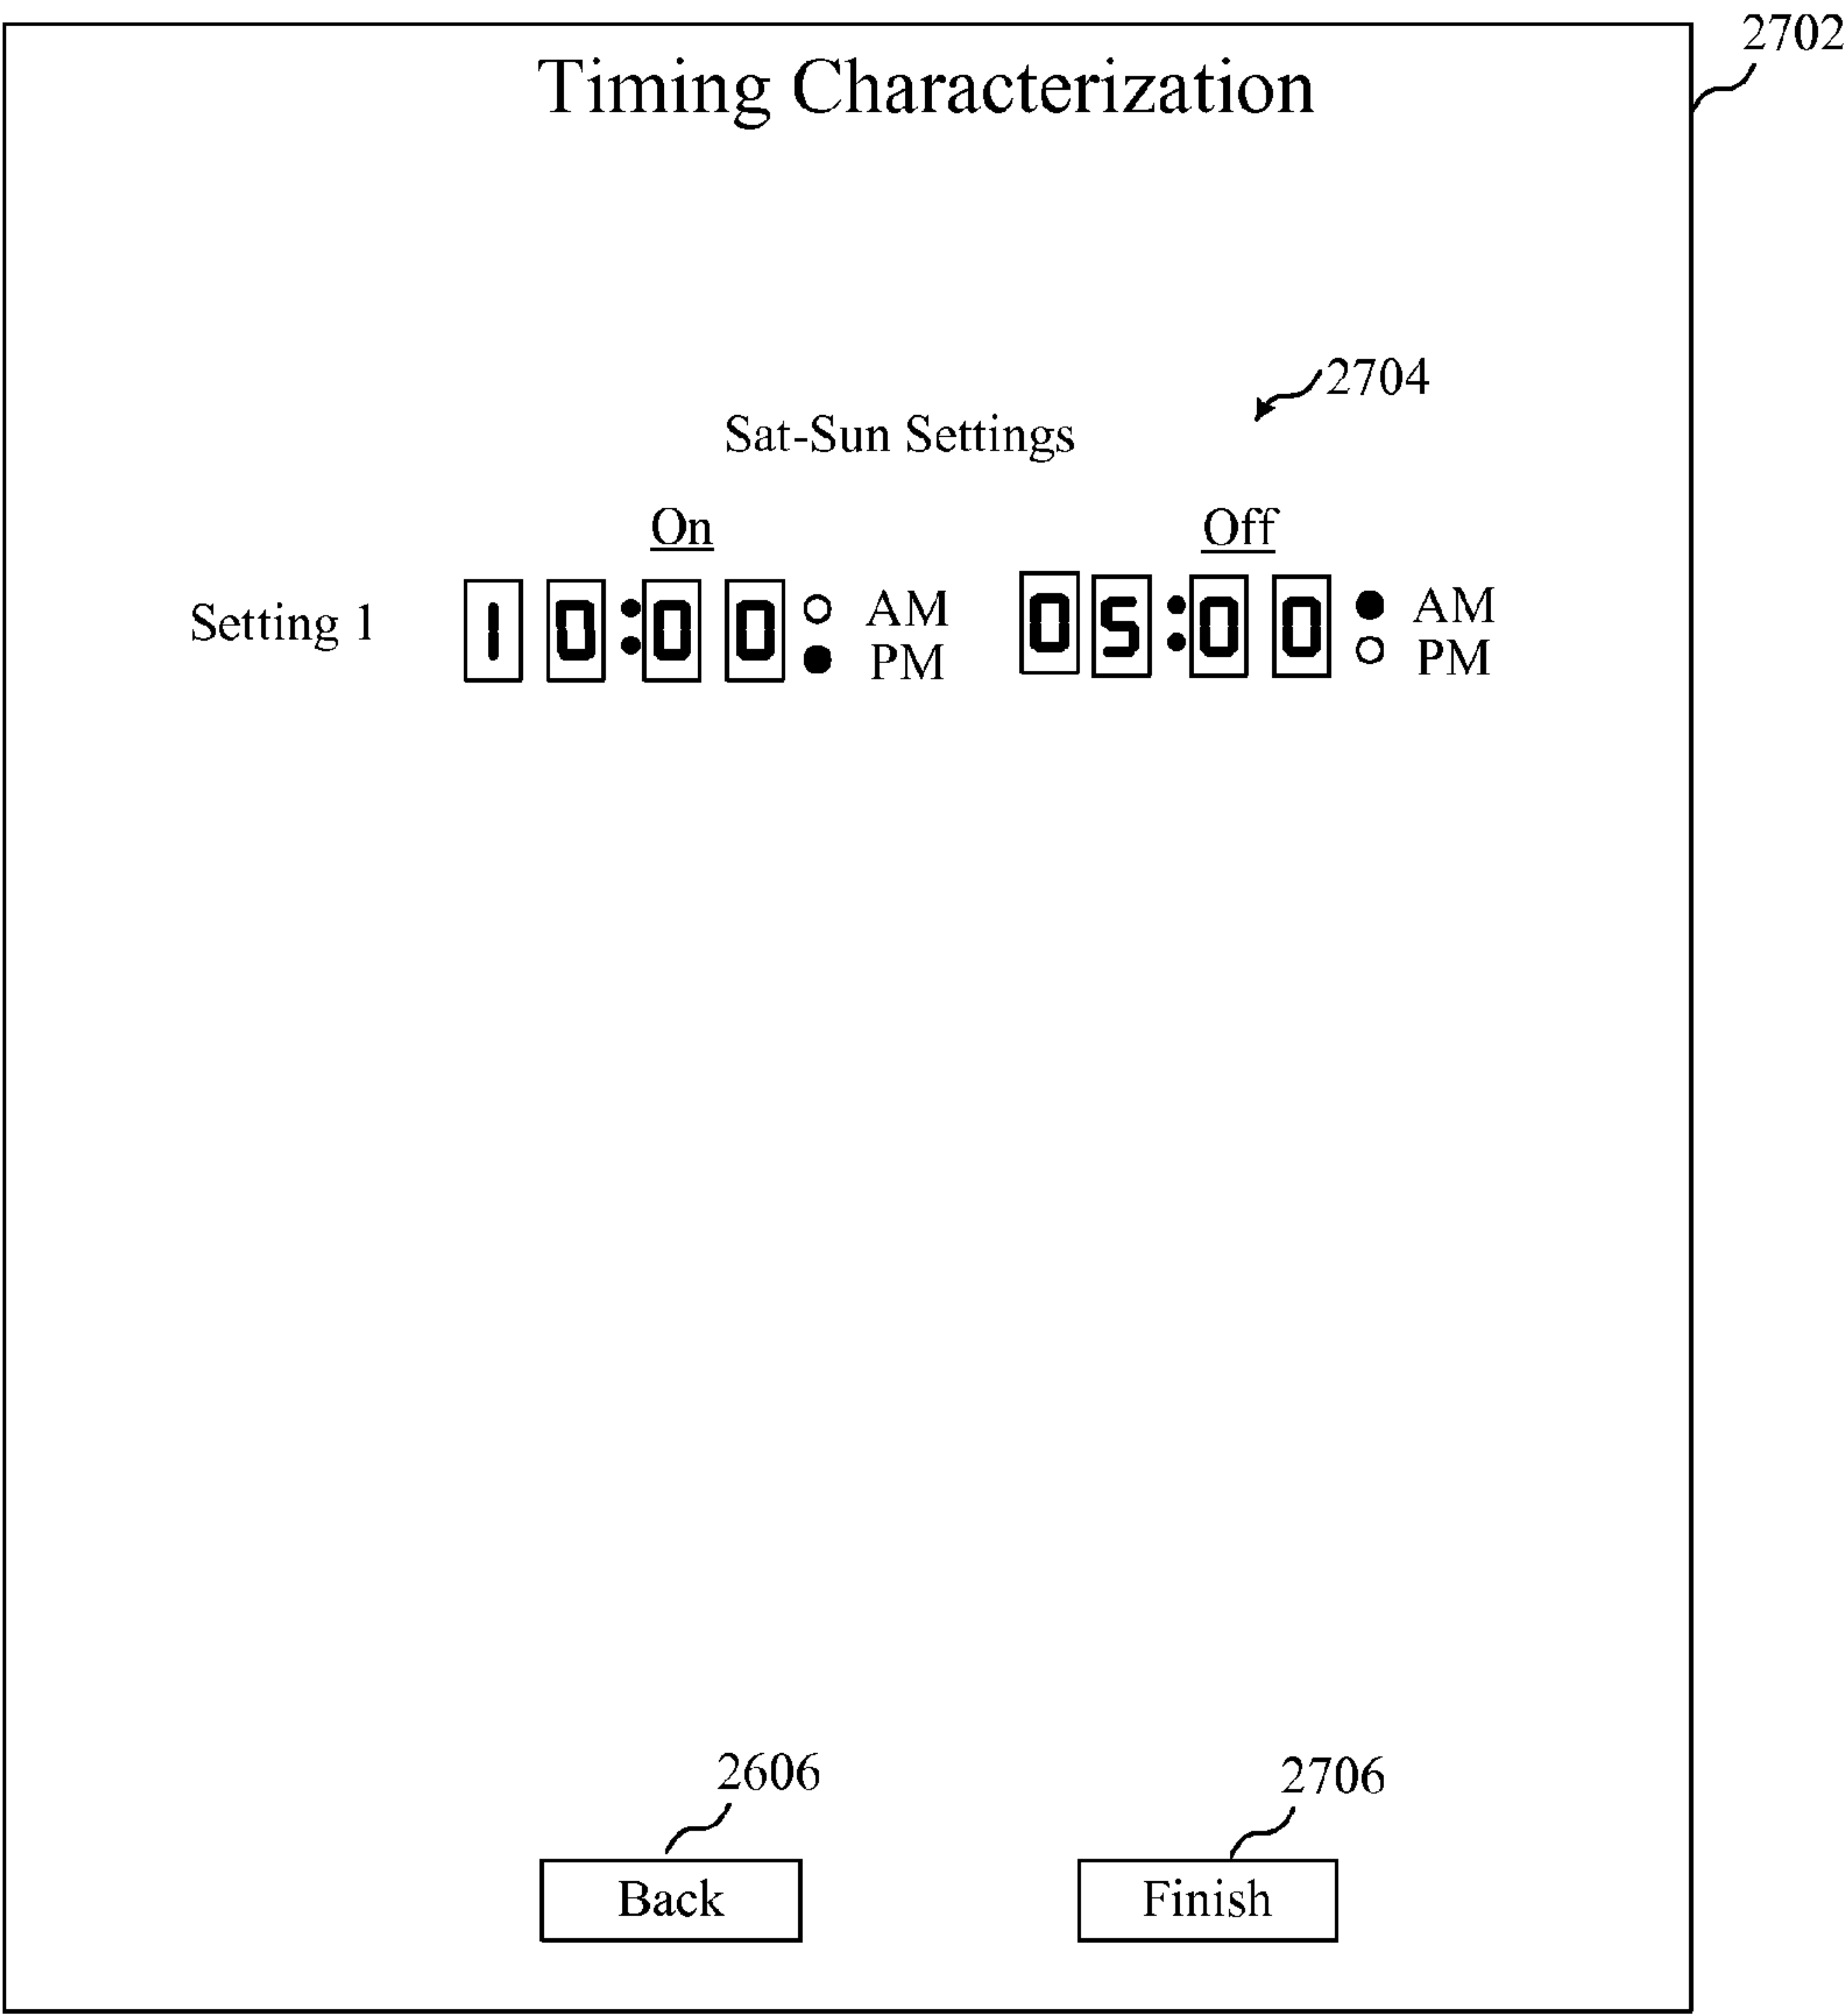 2702
Timing Characterization
2704
Sat-Sun Settings
On Off
Setting 1 10:00 AM PM 05:00 AM PM
2606 2706
Back Finish